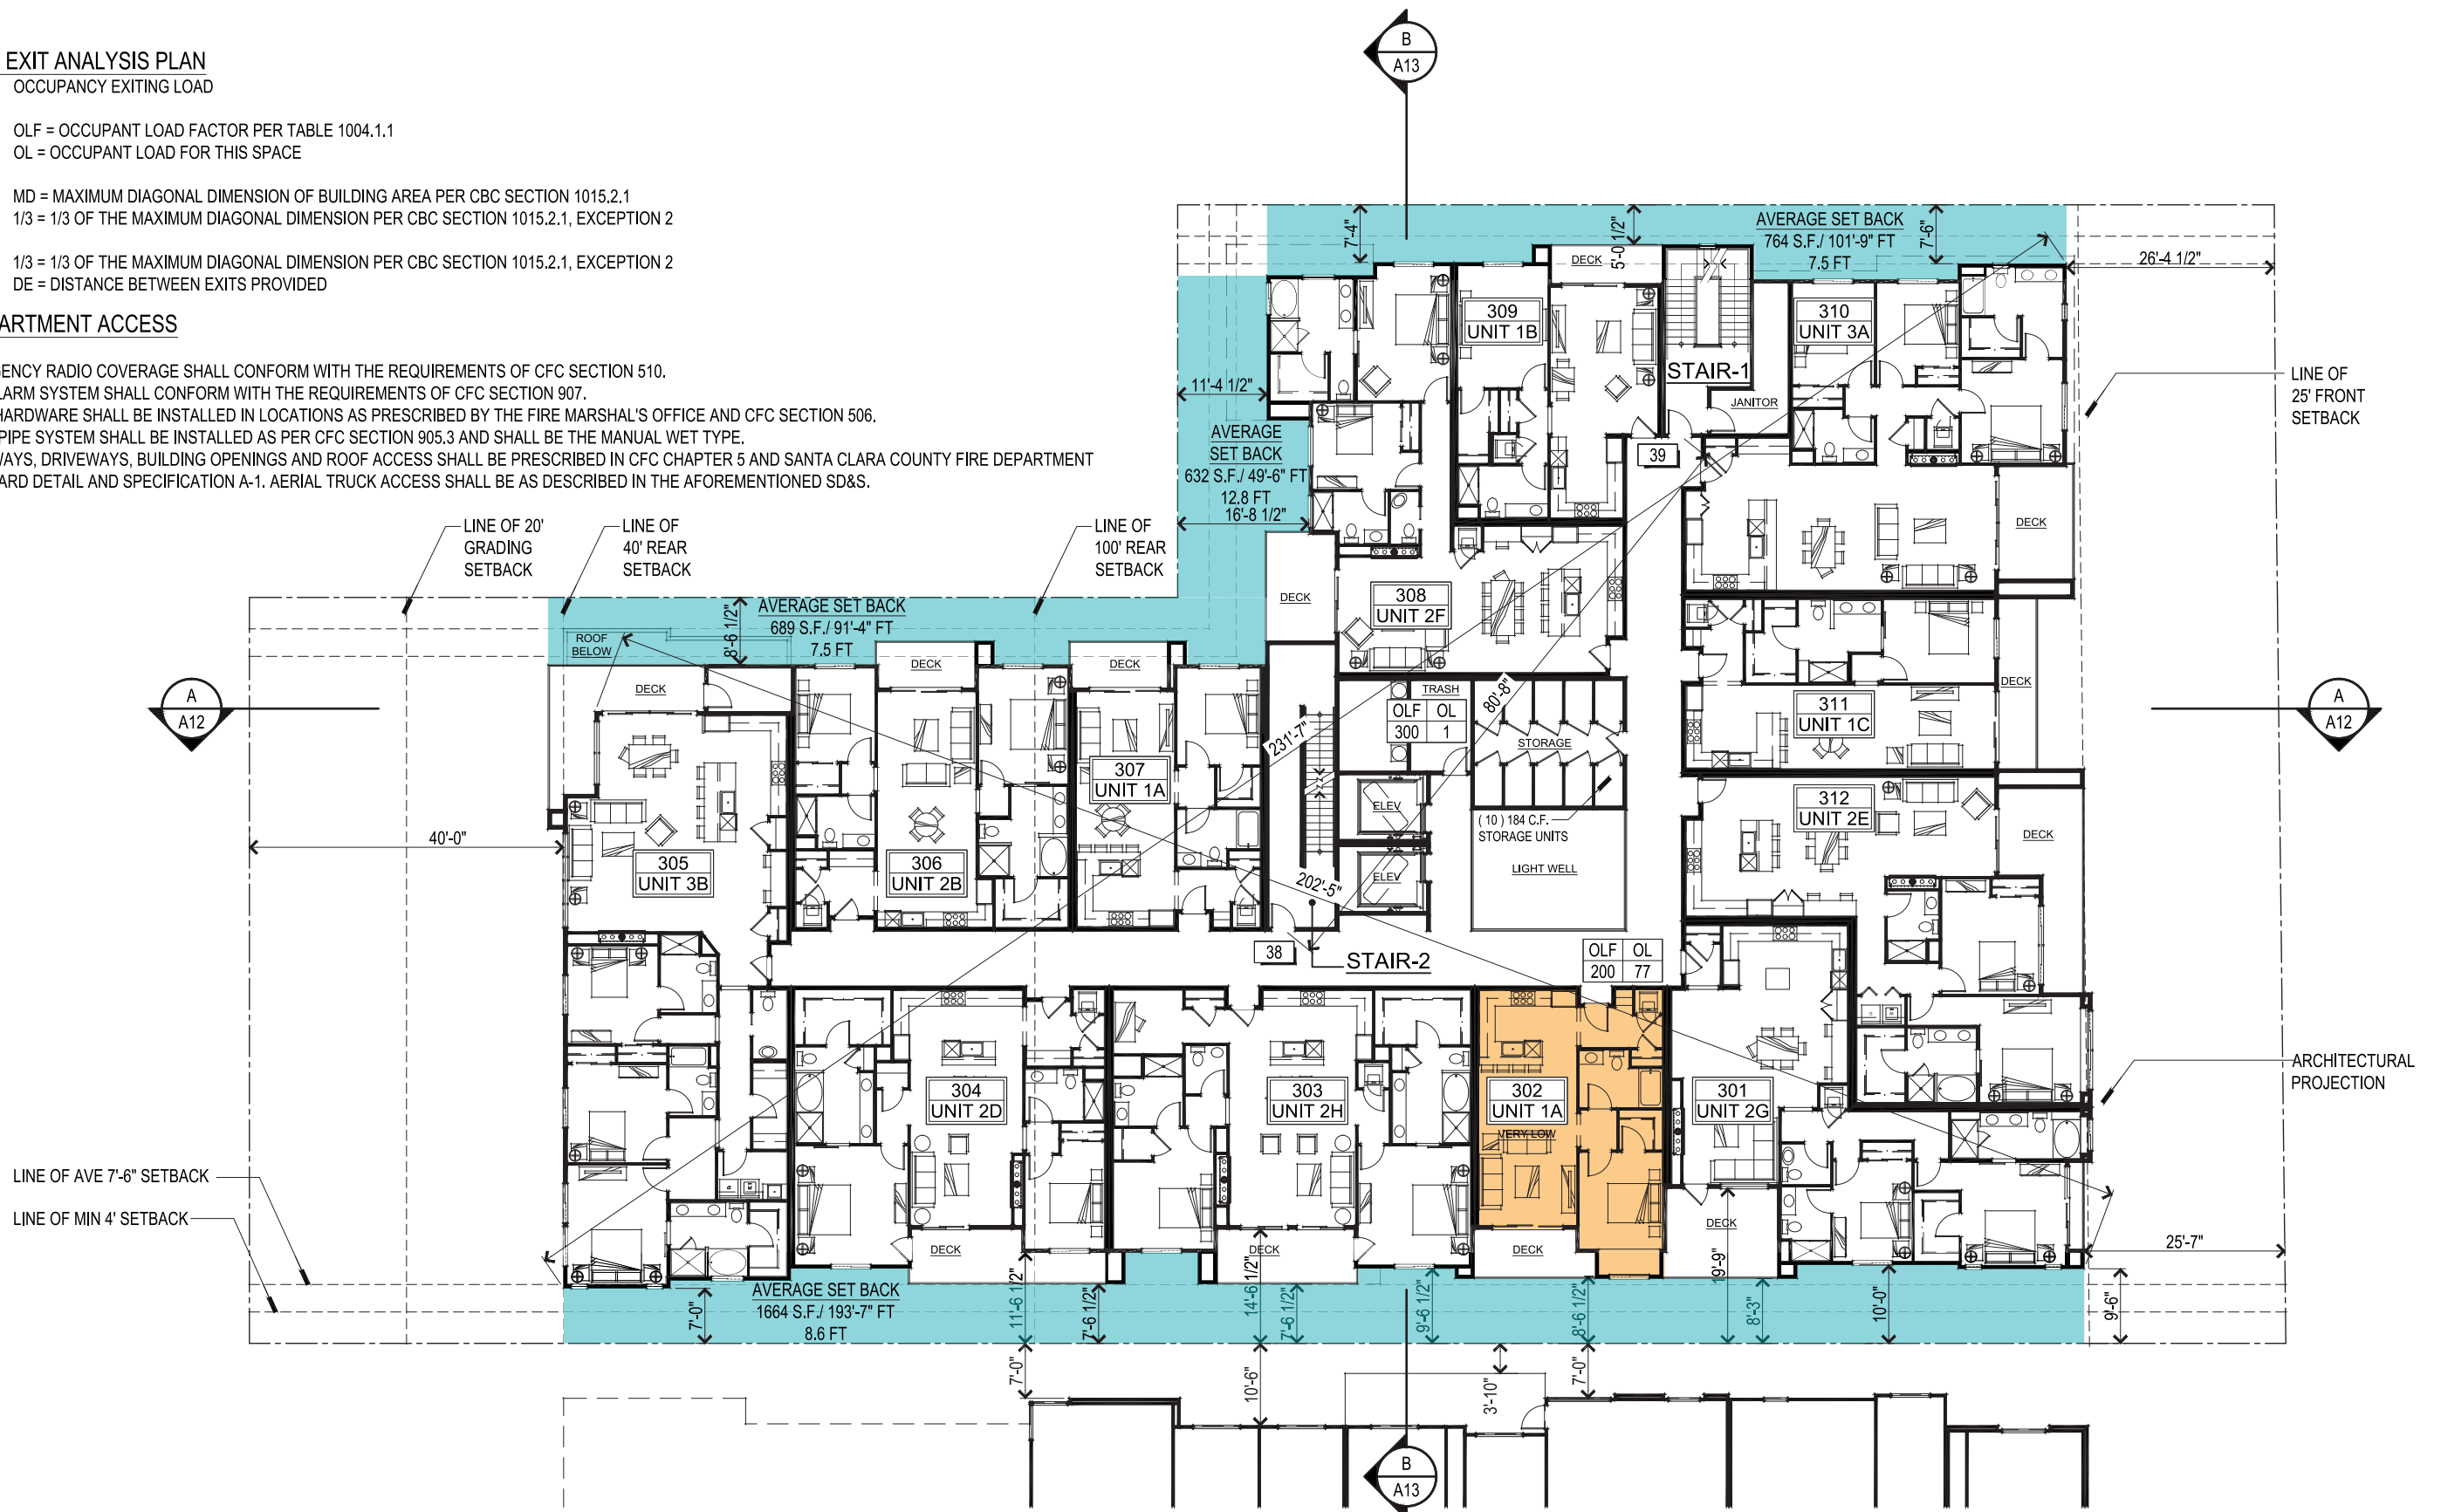 EXIT ANALYSIS PLAN
OCCUPANCY EXITING LOAD
OLF = OCCUPANT LOAD FACTOR PER TABLE 1004.1.1
OL = OCCUPANT LOAD FOR THIS SPACE
MD = MAXIMUM DIAGONAL DIMENSION OF BUILDING AREA PER CBC SECTION 1015.2.1
1/3 = 1/3 OF THE MAXIMUM DIAGONAL DIMENSION PER CBC SECTION 1015.2.1, EXCEPTION 2
1/3 = 1/3 OF THE MAXIMUM DIAGONAL DIMENSION PER CBC SECTION 1015.2.1, EXCEPTION 2
DE = DISTANCE BETWEEN EXITS PROVIDED
ARTMENT ACCESS
GENCY RADIO COVERAGE SHALL CONFORM WITH THE REQUIREMENTS OF CFC SECTION 510.
LARM SYSTEM SHALL CONFORM WITH THE REQUIREMENTS OF CFC SECTION 907.
HARDWARE SHALL BE INSTALLED IN LOCATIONS AS PRESCRIBED BY THE FIRE MARSHAL'S OFFICE AND CFC SECTION 506.
PIPE SYSTEM SHALL BE INSTALLED AS PER CFC SECTION 905.3 AND SHALL BE THE MANUAL WET TYPE.
WAYS, DRIVEWAYS, BUILDING OPENINGS AND ROOF ACCESS SHALL BE PRESCRIBED IN CFC CHAPTER 5 AND SANTA CLARA COUNTY FIRE DEPARTMENT
ARD DETAIL AND SPECIFICATION A-1. AERIAL TRUCK ACCESS SHALL BE AS DESCRIBED IN THE AFOREMENTIONED SD&S.
B
A13
7'-4"
DECK
5'-0 1/2"
AVERAGE SET BACK
764 S.F./ 101'-9" FT
7.5 FT
7'-6"
26'-4 1/2"
309
UNIT 1B
310
UNIT 3A
STAIR-1
JANITOR
LINE OF
25' FRONT
SETBACK
11'-4 1/2"
AVERAGE
SET BACK
632 S.F./ 49'-6" FT
12.8 FT
16'-8 1/2"
39
DECK
LINE OF 20'
GRADING
SETBACK
LINE OF
40' REAR
SETBACK
LINE OF
100' REAR
SETBACK
DECK
308
UNIT 2F
AVERAGE SET BACK
689 S.F./ 91'-4" FT
7.5 FT
8'-6 1/2"
ROOF
BELOW
DECK
DECK
DECK
A
A12
TRASH
OLF OL
300 1
80'-8"
231'-7"
STORAGE
DECK
311
UNIT 1C
A
A12
307
UNIT 1A
ELEV
( 10 ) 184 C.F.
STORAGE UNITS
312
UNIT 2E
DECK
40'-0"
305
UNIT 3B
306
UNIT 2B
ELEV
202'-5"
LIGHT WELL
38
STAIR-2
OLF OL
200 77
304
UNIT 2D
303
UNIT 2H
302
UNIT 1A
VERY LOW
301
UNIT 2G
ARCHITECTURAL
PROJECTION
LINE OF AVE 7'-6" SETBACK
LINE OF MIN 4' SETBACK
DECK
DECK
DECK
DECK
25'-7"
AVERAGE SET BACK
1664 S.F./ 193'-7" FT
8.6 FT
7'-0"
11'-6 1/2"
7'-6 1/2"
14'-6 1/2"
7'-6 1/2"
9'-6 1/2"
8'-6 1/2"
19'-9"
8'-3"
10'-0"
9'-6"
7'-0"
10'-6"
3'-10"
7'-0"
B
A13